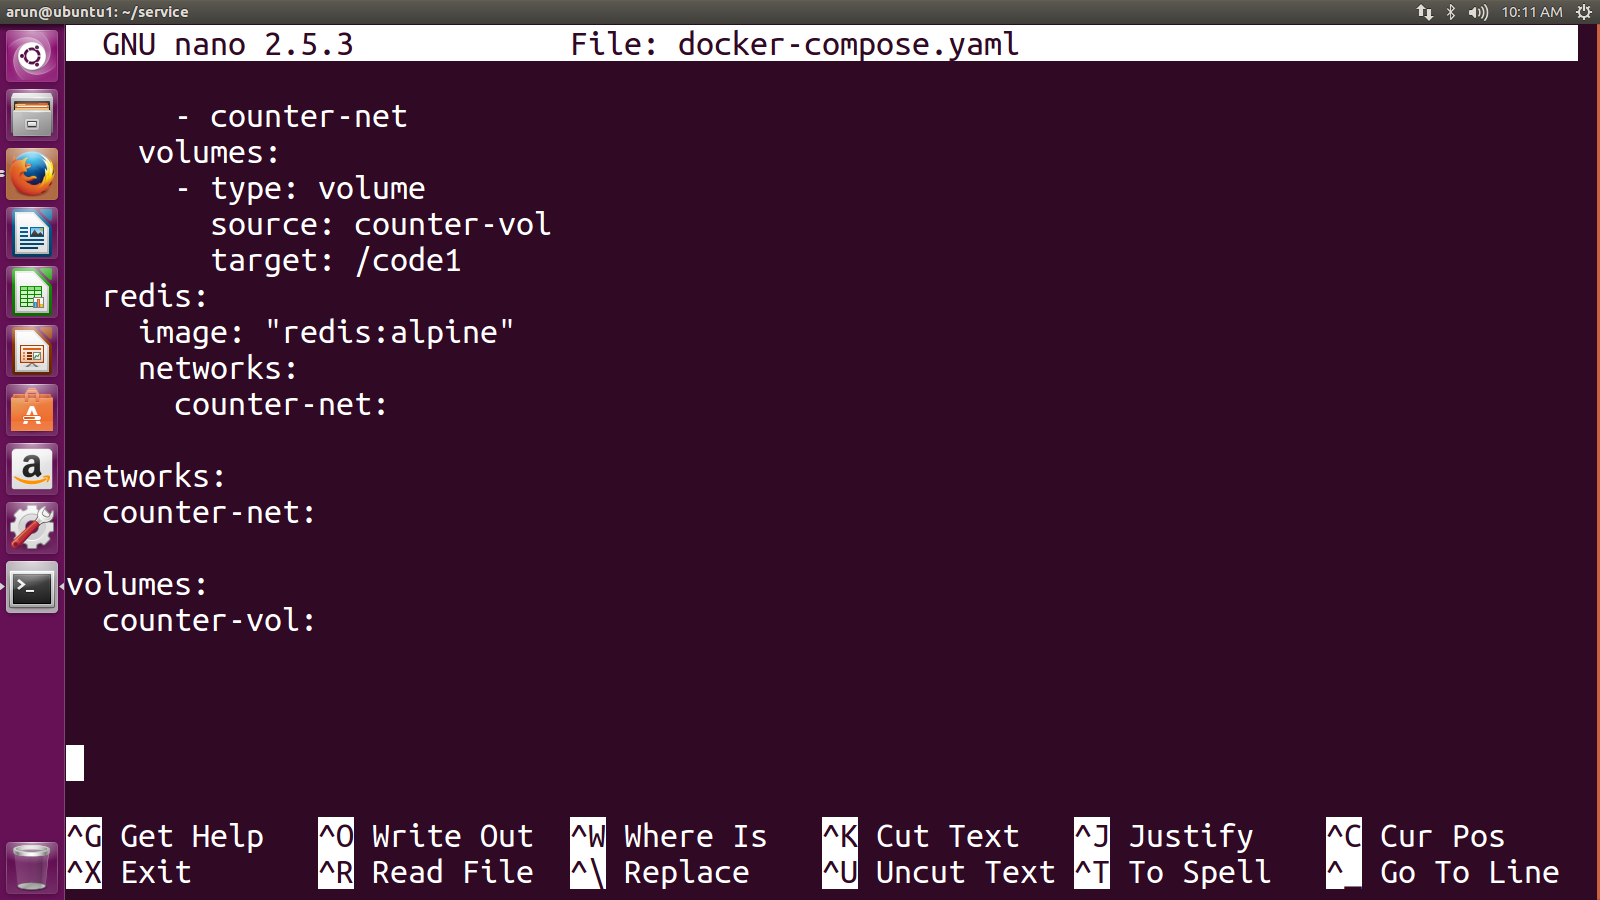 arun@ubuntu1: ~/service 10:11 AM
GNU nano 2.5.3 File: docker-compose.yaml
- counter-net
volumes:
- type: volume
source: counter-vol
target: /code1
redis:
image: "redis:alpine"
networks:
counter-net:
networks:
counter-net:
volumes:
counter-vol:
^G Get Help ^O Write Out ^W Where Is ^K Cut Text ^J Justify ^C Cur Pos
^X Exit ^R Read File ^\ Replace ^U Uncut Text ^T To Spell ^_ Go To Line